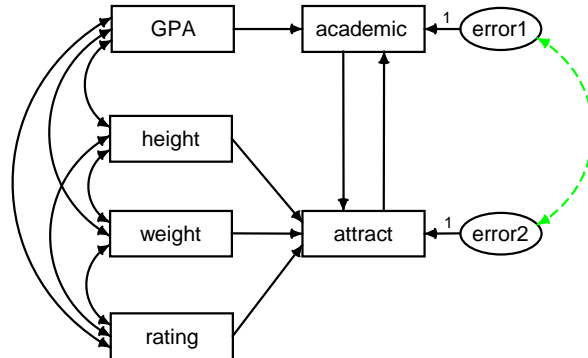 GPA academic 1 error1
height
weight attract 1 error2
rating